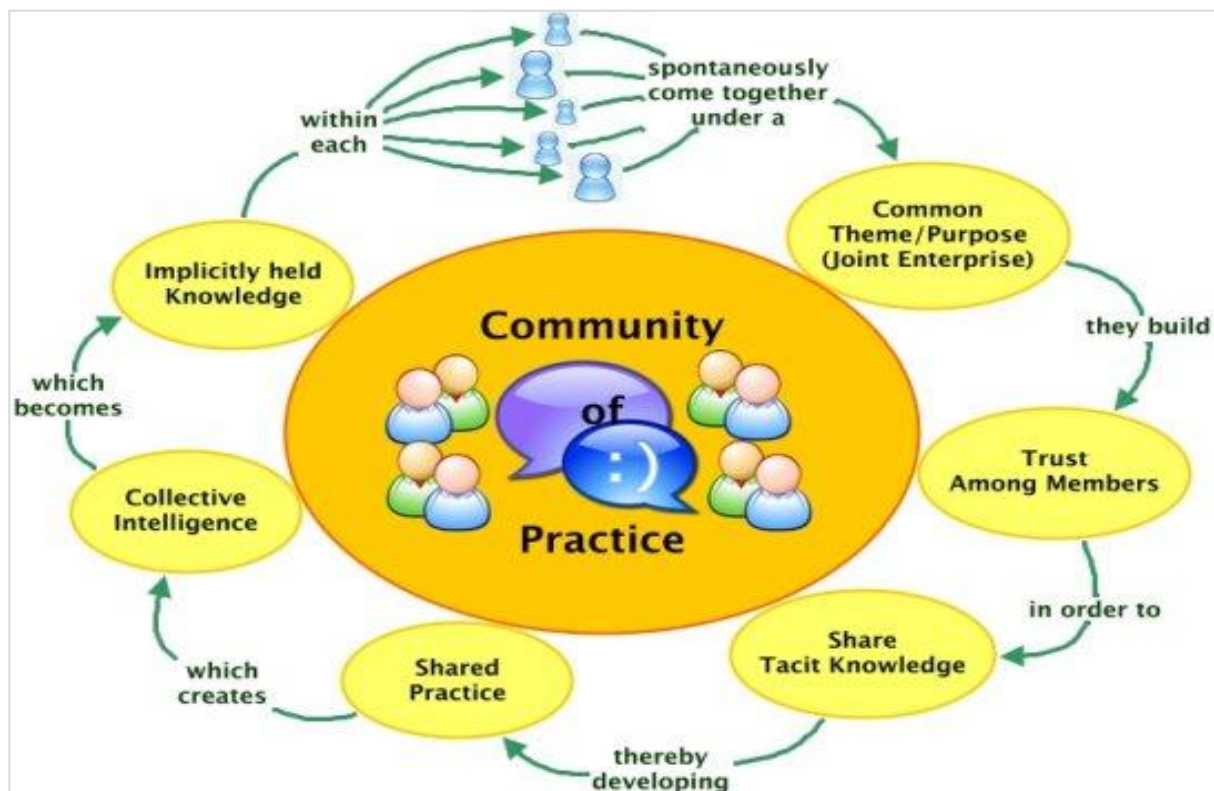 within
each
spontaneously
come together
under a
Common
Theme/Purpose
(Joint Enterprise)
they build
Trust
Among Members
in order to
Share
Tacit Knowledge
thereby
developing
Shared
Practice
which
creates
Collective
Intelligence
which
becomes
Implicitly held
Knowledge
Community
of
:)
Practice